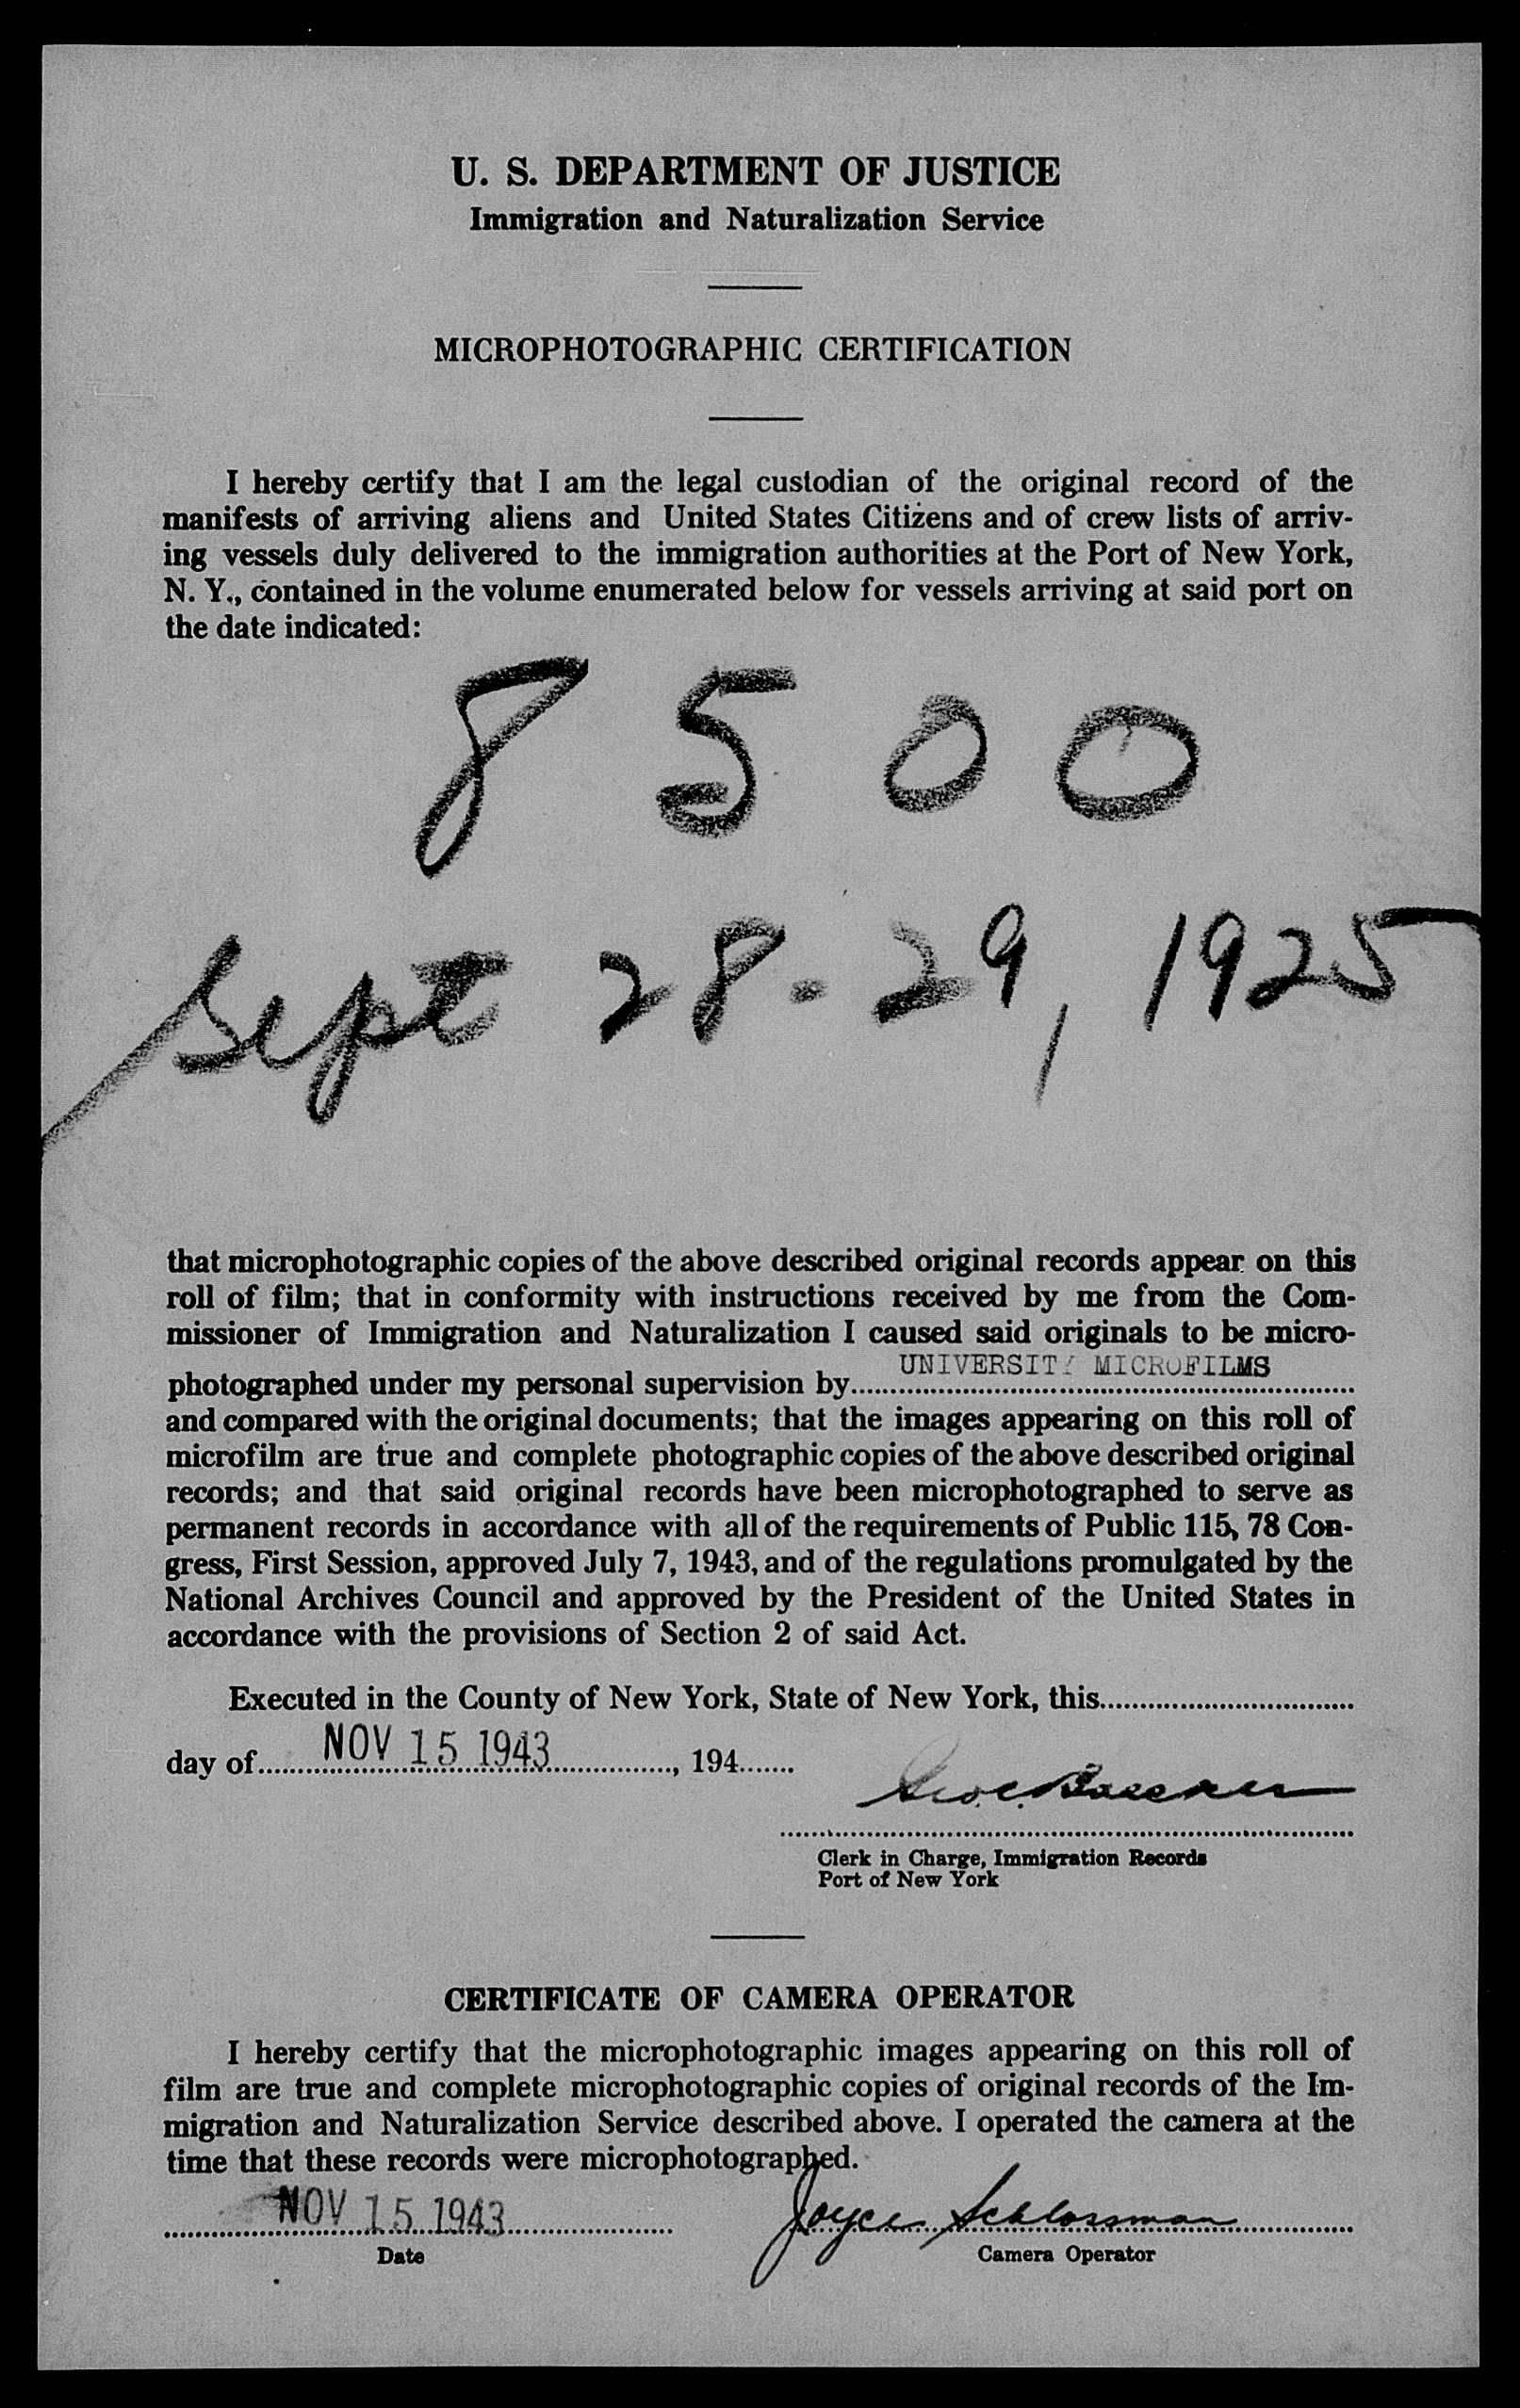 U. S. DEPARTMENT OF JUSTICE
Immigration and Naturalization Service
MICROPHOTOGRAPHIC CERTIFICATION
I hereby certify that I am the legal custodian of the original record of the
manifests of arriving aliens and United States Citizens and of crew lists of arriv-
ing vessels duly delivered to the immigration authorities at the Port of New York,
N. Y., contained in the volume enumerated below for vessels arriving at said port on
the date indicated:
8500
Sept 28-29, 1925
that microphotographic copies of the above described original records appear on this
roll of film; that in conformity with instructions received by me from the Com-
missioner of Immigration and Naturalization I caused said originals to be micro-
UNIVERSITY MICROFILMS
photographed under my personal supervision by
and compared with the original documents; that the images appearing on this roll of
microfilm are true and complete photographic copies of the above described original
records; and that said original records have been microphotographed to serve as
permanent records in accordance with all of the requirements of Public 115, 78 Con-
gress, First Session, approved July 7, 1943, and of the regulations promulgated by the
National Archives Council and approved by the President of the United States in
accordance with the provisions of Section 2 of said Act.
Executed in the County of New York, State of New York, this
day of NOV 15 1943, 194
Clerk in Charge, Immigration Records
Port of New York
CERTIFICATE OF CAMERA OPERATOR
I hereby certify that the microphotographic images appearing on this roll of
film are true and complete microphotographic copies of original records of the Im-
migration and Naturalization Service described above. I operated the camera at the
time that these records were microphotographed.
NOV 15 1943 Joyce Schlossman
Date Camera Operator